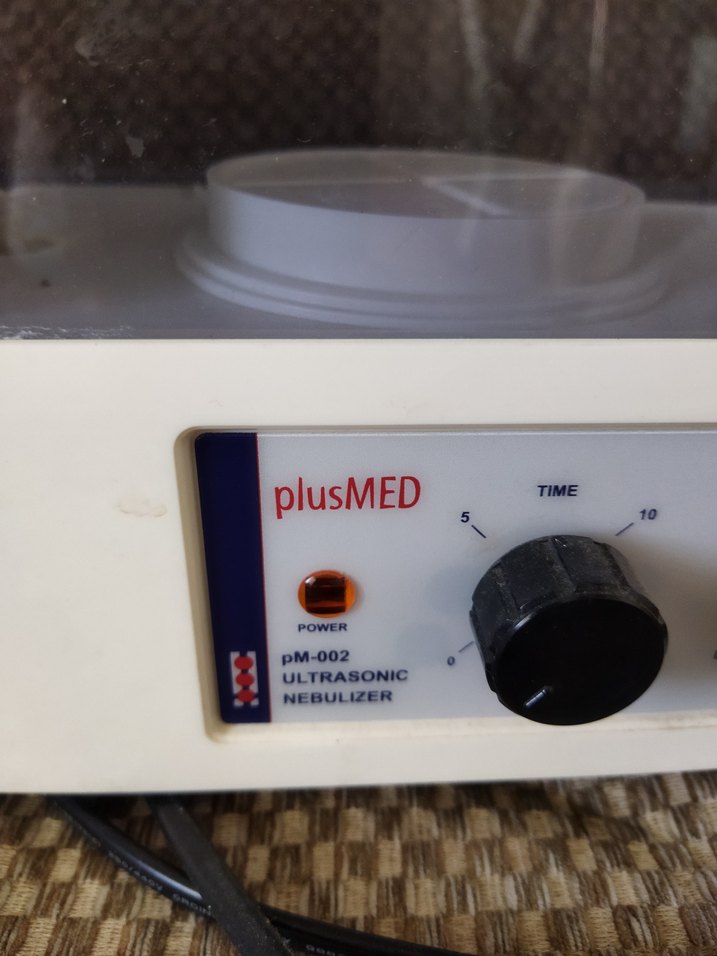 plusMED
TIME
5
10
0
POWER
pM-002
ULTRASONIC
NEBULIZER